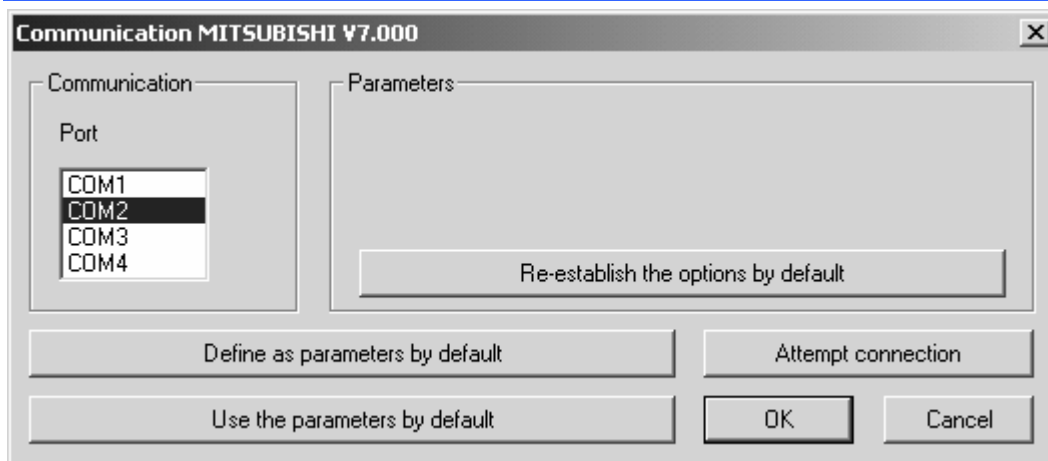 Communication MITSUBISHI V7.000
Communication
Parameters
Port
COM1
COM2
COM3
COM4
Re-establish the options by default
Define as parameters by default
Attempt connection
Use the parameters by default
OK
Cancel